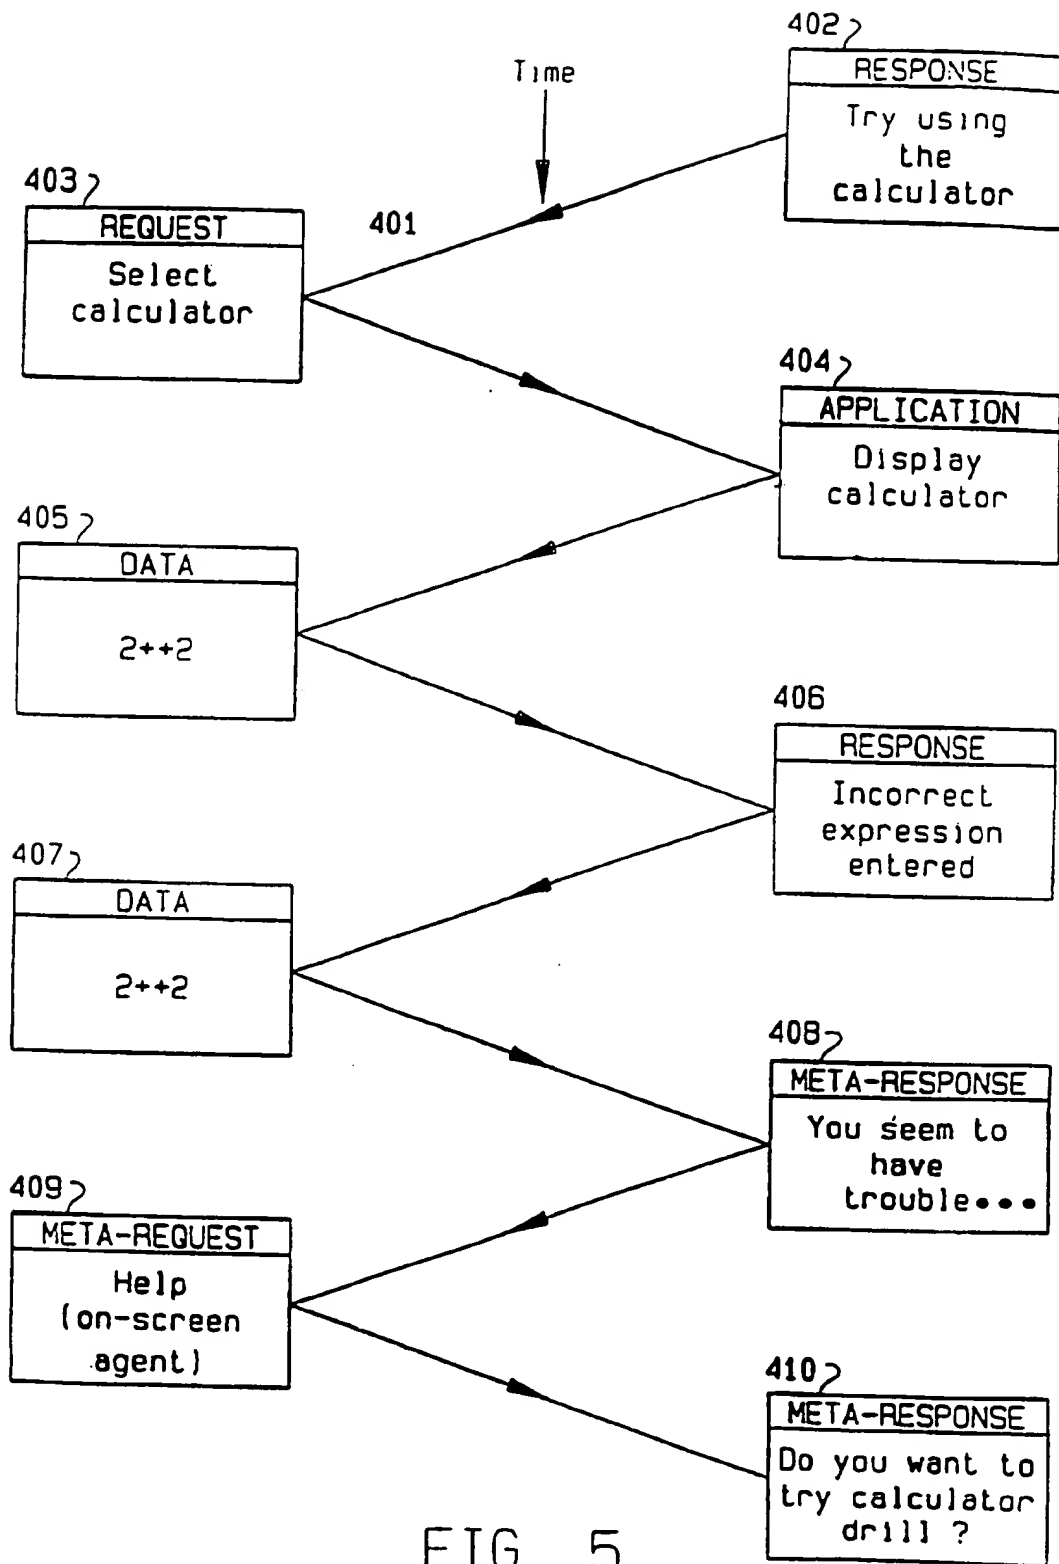 402
RESPONSE
Try using
the
calculator
Time
403
REQUEST
Select
calculator
401
404
APPLICATION
Display
calculator
405
DATA
2++2
406
RESPONSE
Incorrect
expression
entered
407
DATA
2++2
408
META-RESPONSE
You seem to
have
trouble•••
409
META-REQUEST
Help
(on-screen
agent)
410
META-RESPONSE
Do you want to
try calculator
drill ?
FIG 5